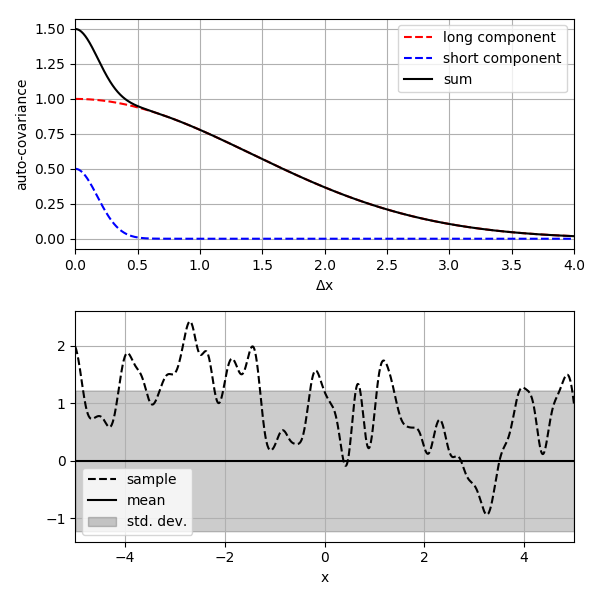 1.50
1.25
1.00
0.75
0.50
0.25
0.00
auto-covariance
long component
short component
sum
0.0 0.5 1.0 1.5 2.0 2.5 3.0 3.5 4.0
Δx
2
1
0
−1
sample
mean
std. dev.
−4 −2 0 2 4
x